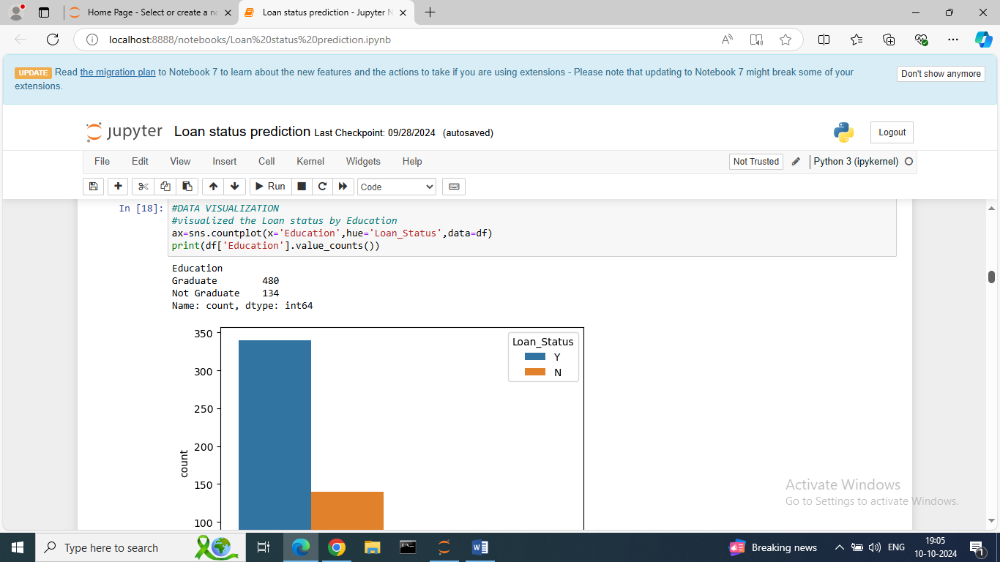 Home Page - Select or create a no
Loan status prediction - Jupyter N
localhost:8888/notebooks/Loan%20status%20prediction.ipynb
UPDATE Read the migration plan to Notebook 7 to learn about the new features and the actions to take if you are using extensions - Please note that updating to Notebook 7 might break some of your
extensions.
Don't show anymore
jupyter Loan status prediction Last Checkpoint: 09/28/2024 (autosaved)
Logout
File Edit View Insert Cell Kernel Widgets Help
Not Trusted
Python 3 (ipykernel)
Run
Code
In [18]: #DATA VISUALIZATION
#visualized the Loan status by Education
ax=sns.countplot(x='Education',hue='Loan_Status',data=df)
print(df['Education'].value_counts())
Education
Graduate 480
Not Graduate 134
Name: count, dtype: int64
350
300
250
200
150
100
count
Loan_Status
Y
N
Activate Windows
Go to Settings to activate Windows.
Type here to search
Breaking news
ENG
19:05
10-10-2024
1